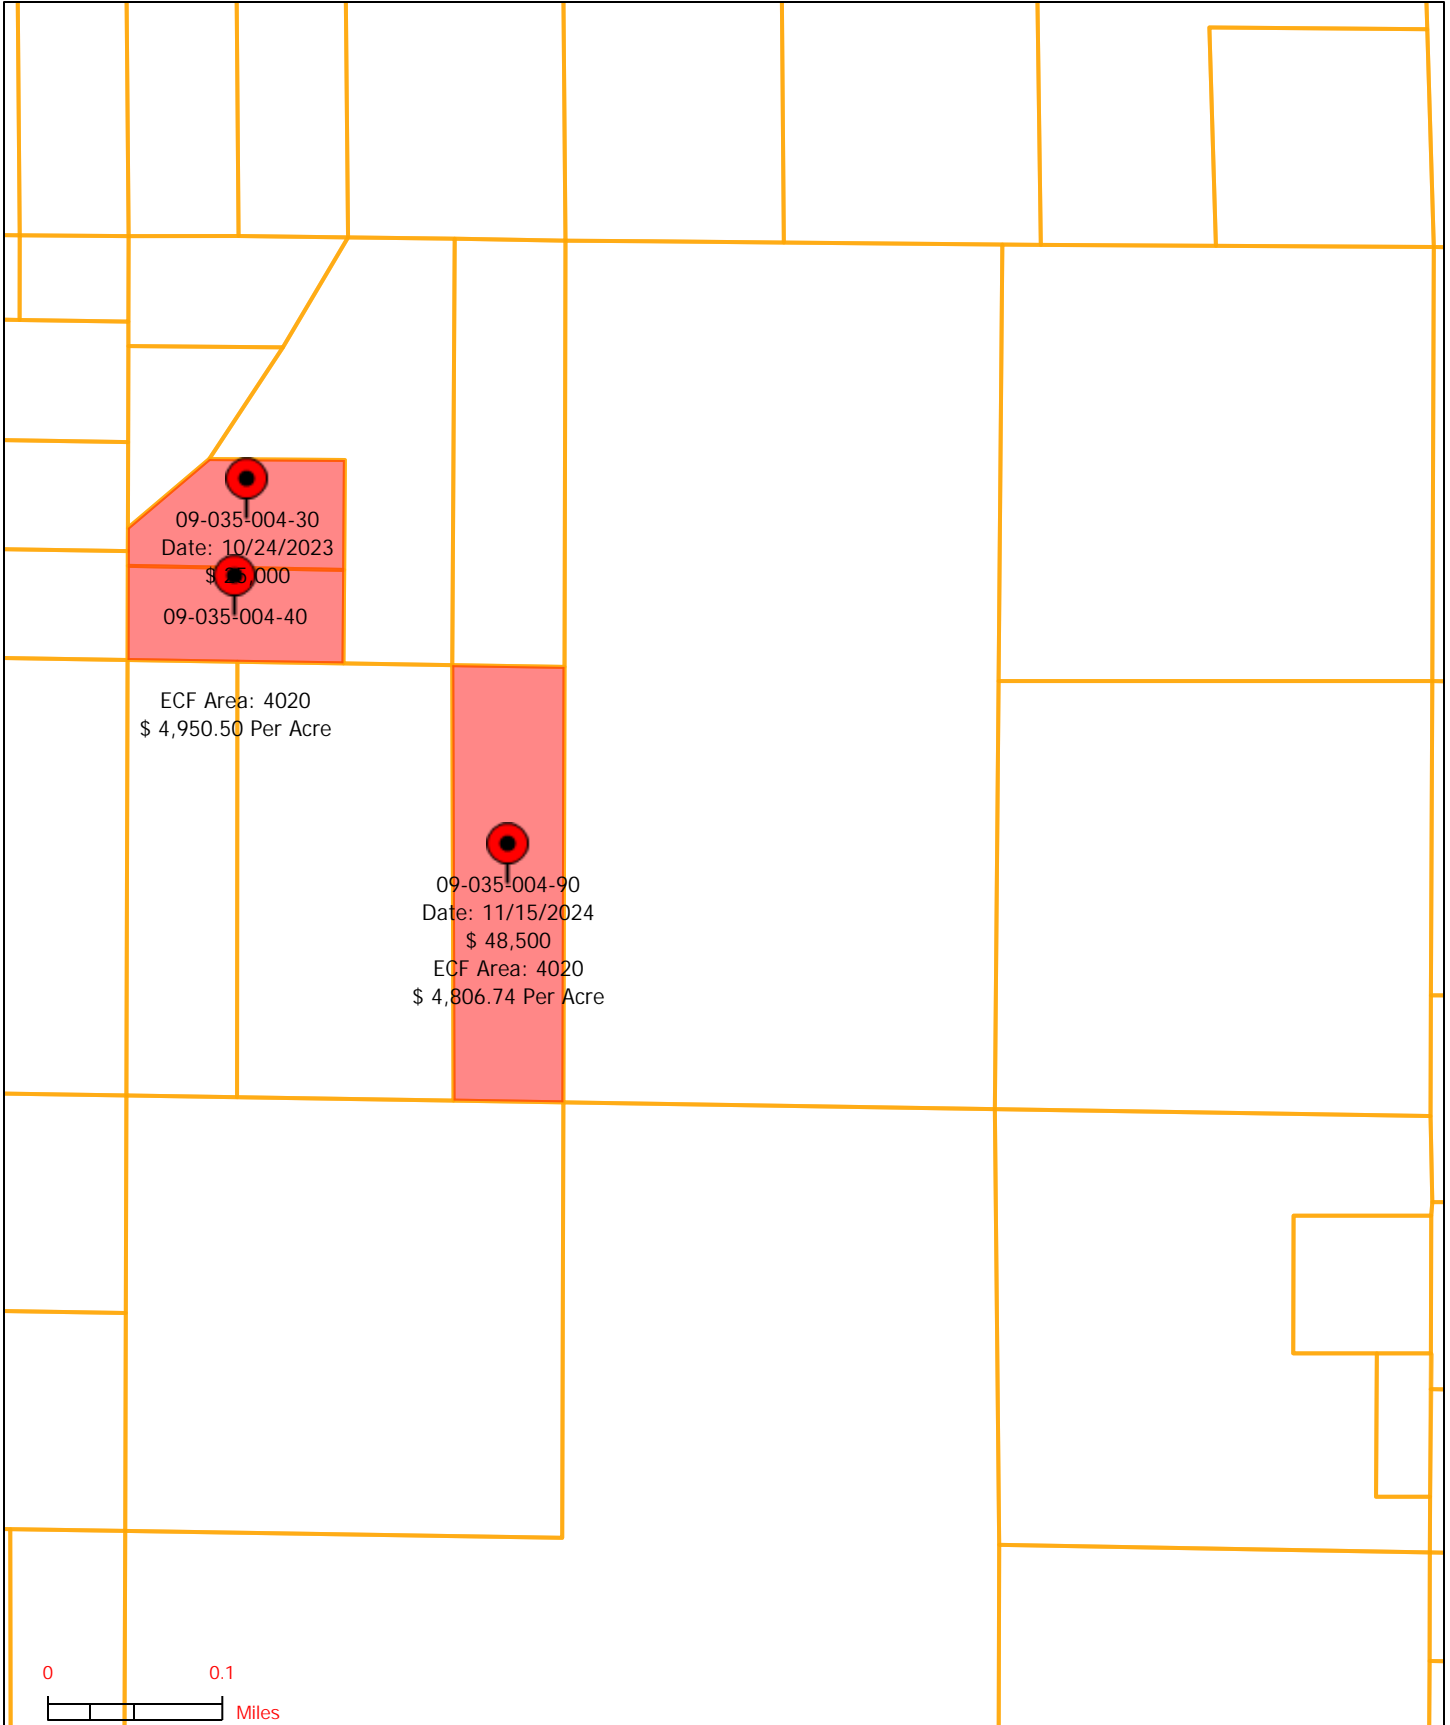 09-035-004-30
Date: 10/24/2023
$ 25,000
09-035-004-40
ECF Area: 4020
$ 4,950.50 Per Acre
09-035-004-90
Date: 11/15/2024
$ 48,500
ECF Area: 4020
$ 4,806.74 Per Acre
0 0.1
Miles